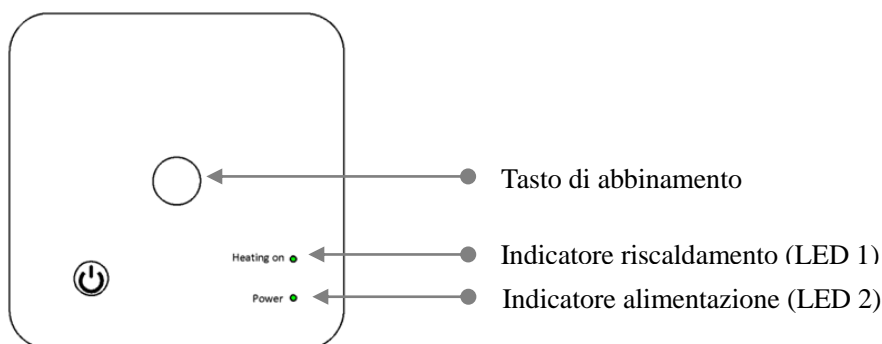 Tasto di abbinamento
Heating on
Indicatore riscaldamento (LED 1)
Power
Indicatore alimentazione (LED 2)